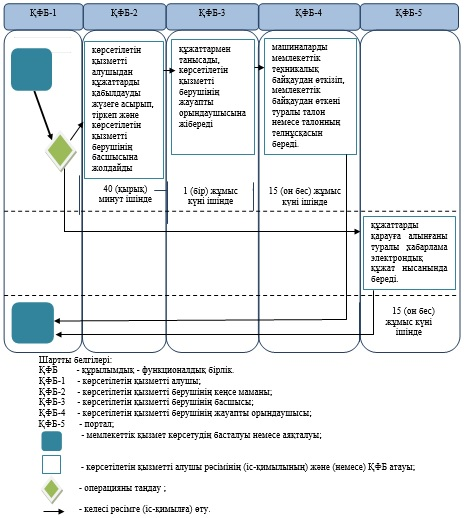 ҚФБ-1
ҚФБ-2
ҚФБ-3
ҚФБ-4
ҚФБ-5
көрсетілетін
қызметті
алушыдан
құжаттарды
қабылдауды
жүзеге асырып,
тіркеп және
көрсетілетін
қызметті
берушінің
басшысына
жолдайды
құжаттармен
танысады,
көрсетілетін
қызметті
берушінің
жауапты
орындаушысына
жібереді
машиналарды
мемлекеттік
техникалық
байқаудан өткізіп,
мемлекеттік
байқаудан өткені
туралы талон
немесе талонның
телнұсқасын
береді.
40 (қырық)
минут ішінде
1 (бір) жұмыс
күні ішінде
15 (он бес) жұмыс
күні ішінде
құжаттарды
қарауға алынғаны
туралы хабарлама
электрондық
құжат нысанында
береді.
15 (он бес)
жұмыс күні
ішінде
Шартты белгілері:
ҚФБ - құрылымдық - функционалдық бірлік.
ҚФБ-1 - көрсетілетін қызметті алушы;
ҚФБ-2 - көрсетілетін қызметті берушінің кеңсе маманы;
ҚФБ-3 - көрсетілетін қызметті берушінің басшысы;
ҚФБ-4 - көрсетілетін қызметті берушінің жауапты орындаушысы;
ҚФБ-5 - портал;
- мемлекеттік қызмет көрсетудің басталуы немесе аяқталуы;
- көрсетілетін қызметті алушы рәсімінің (іс-қимылының) және (немесе) ҚФБ атауы;
- операцияны таңдау ;
- келесі рәсімге (іс-қимылға) өту.